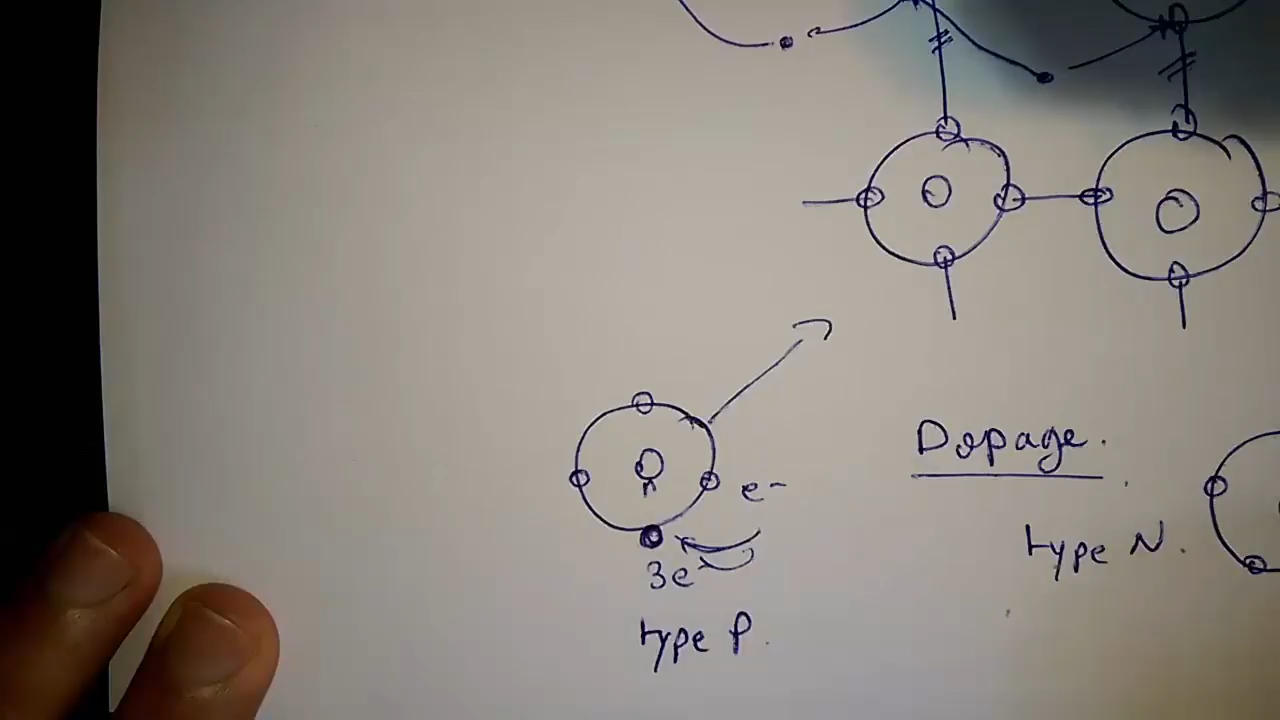 Dopage.
e-
type N.
3e
type P.